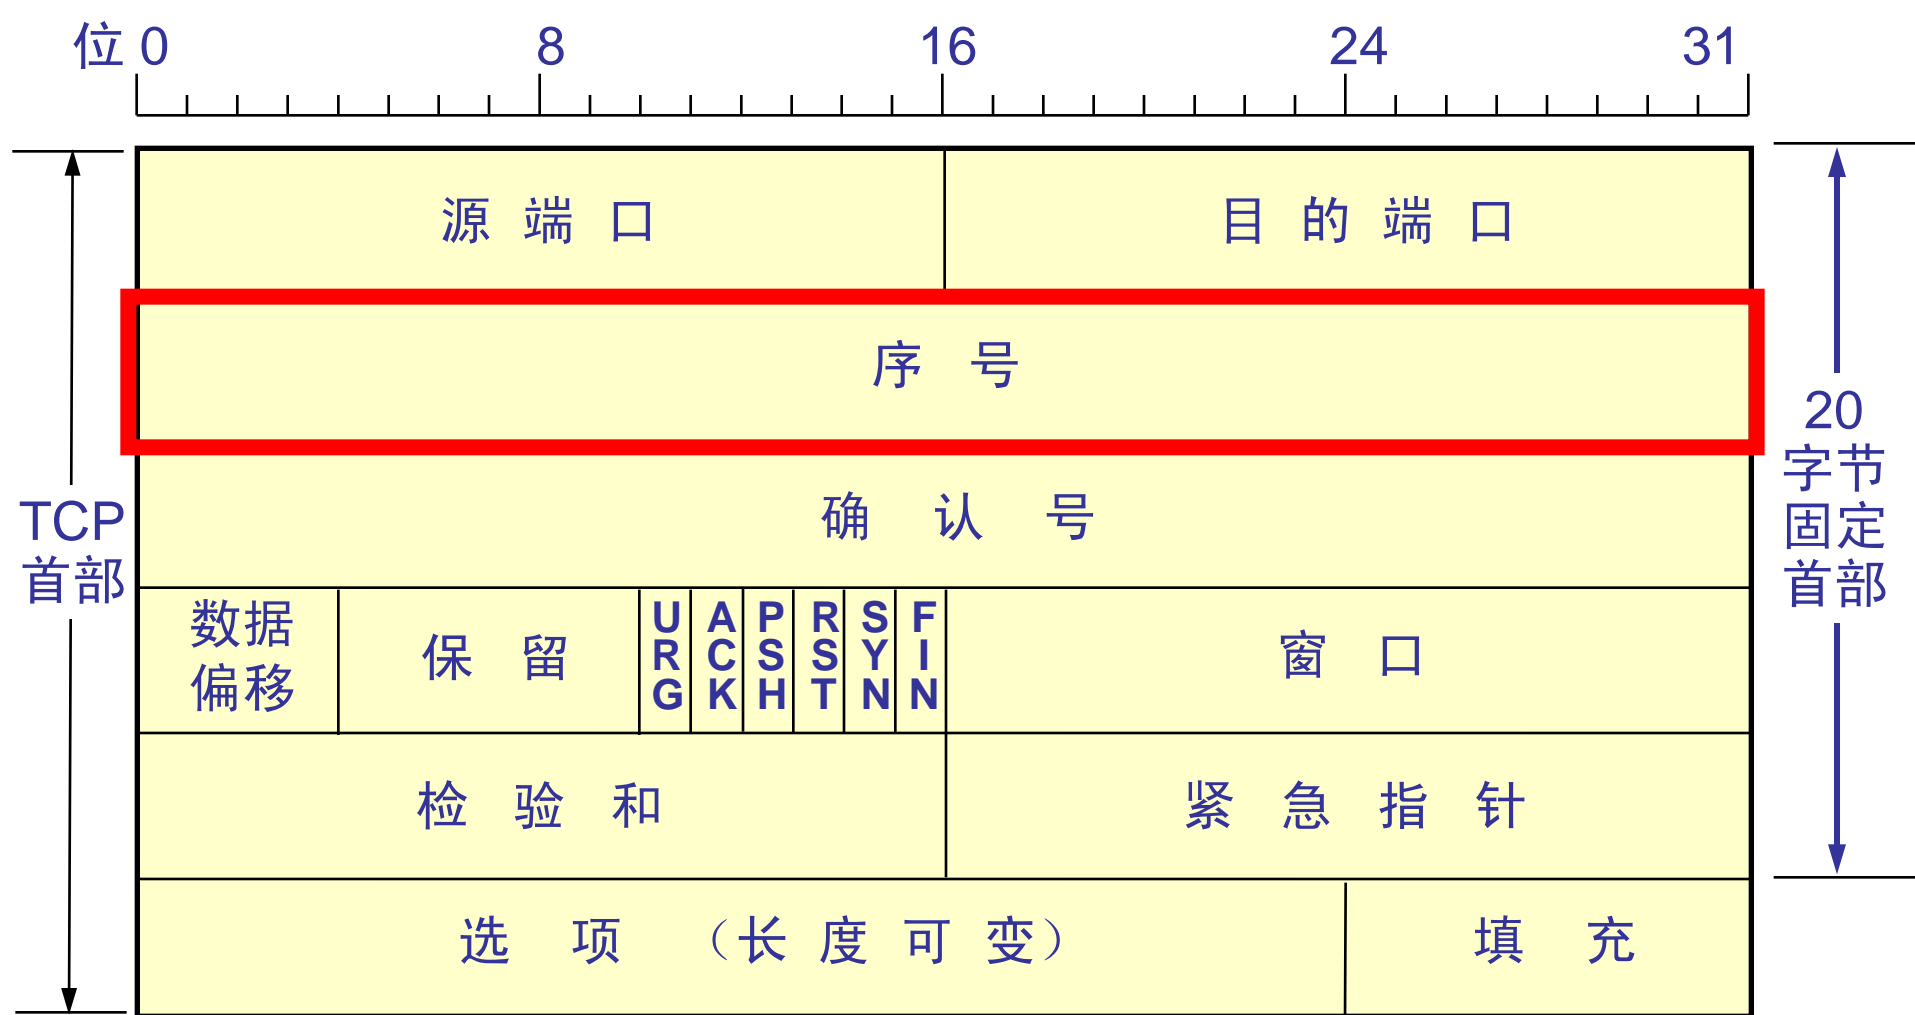 位 0 8 16 24 31
源端口 目的端口
序号
确认号
TCP
首部
20
字节
固定
首部
数据
偏移
保留
URG
ACK
PSH
RST
SYN
FIN
窗口
检验和 紧急指针
选项（长度可变） 填充